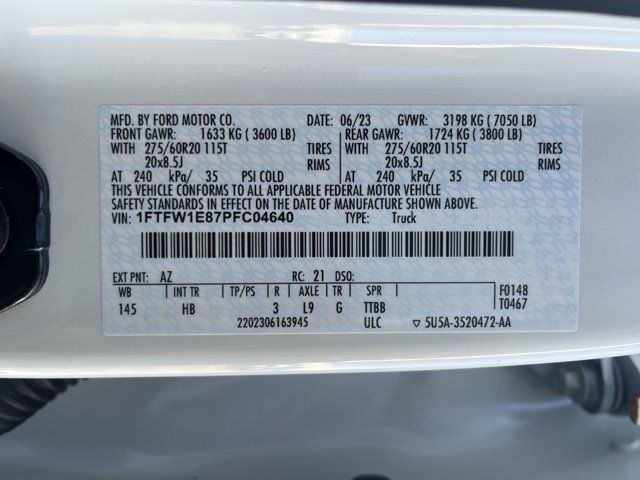 MFD. BY FORD MOTOR CO. DATE: 06/23 GVWR: 3198 KG (7050 LB)
FRONT GAWR: 1633 KG (3600 LB) REAR GAWR: 1724 KG (3800 LB)
WITH 275/60R20 115T TIRES WITH 275/60R20 115T TIRES
20x8.5J RIMS 20x8.5J RIMS
AT 240 kPa/ 35 PSI COLD AT 240 kPa/ 35 PSI COLD
THIS VEHICLE CONFORMS TO ALL APPLICABLE FEDERAL MOTOR VEHICLE
SAFETY STANDARDS IN EFFECT ON THE DATE OF MANUFACTURE SHOWN ABOVE.
VIN: 1FTFW1E87PFC04640 TYPE: Truck
EXT PNT: AZ RC: 21 DSO:
WB INT TR TP/PS R AXLE TR SPR F0148
145 HB 3 L9 G TTBB T0467
2202306163945 ULC ▽ 5U5A-3520472-AA